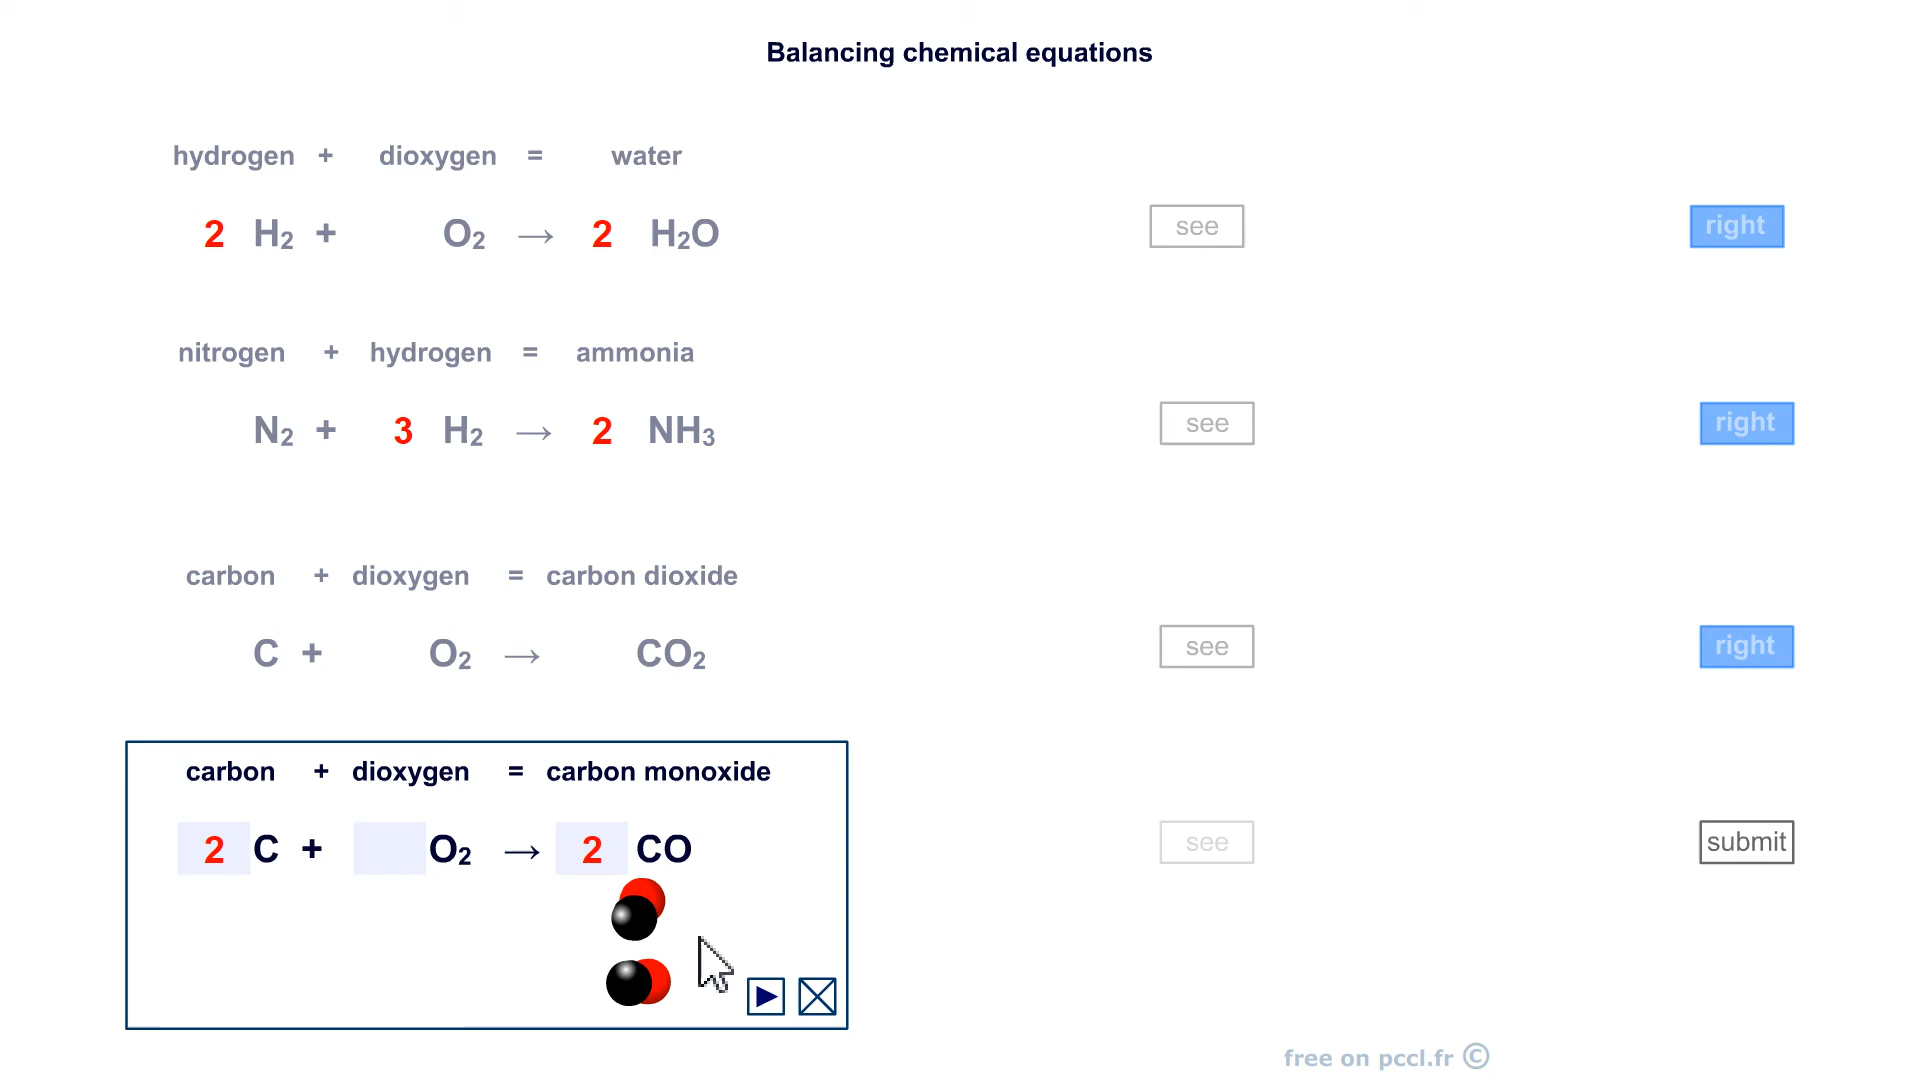 Balancing chemical equations
hydrogen + dioxygen = water
2 H₂ + O₂ → 2 H₂O see right
nitrogen + hydrogen = ammonia
N₂ + 3 H₂ → 2 NH₃ see right
carbon + dioxygen = carbon dioxide
C + O₂ → CO₂ see right
carbon + dioxygen = carbon monoxide
2 C + O₂ → 2 CO see submit
free on pccl.fr ©